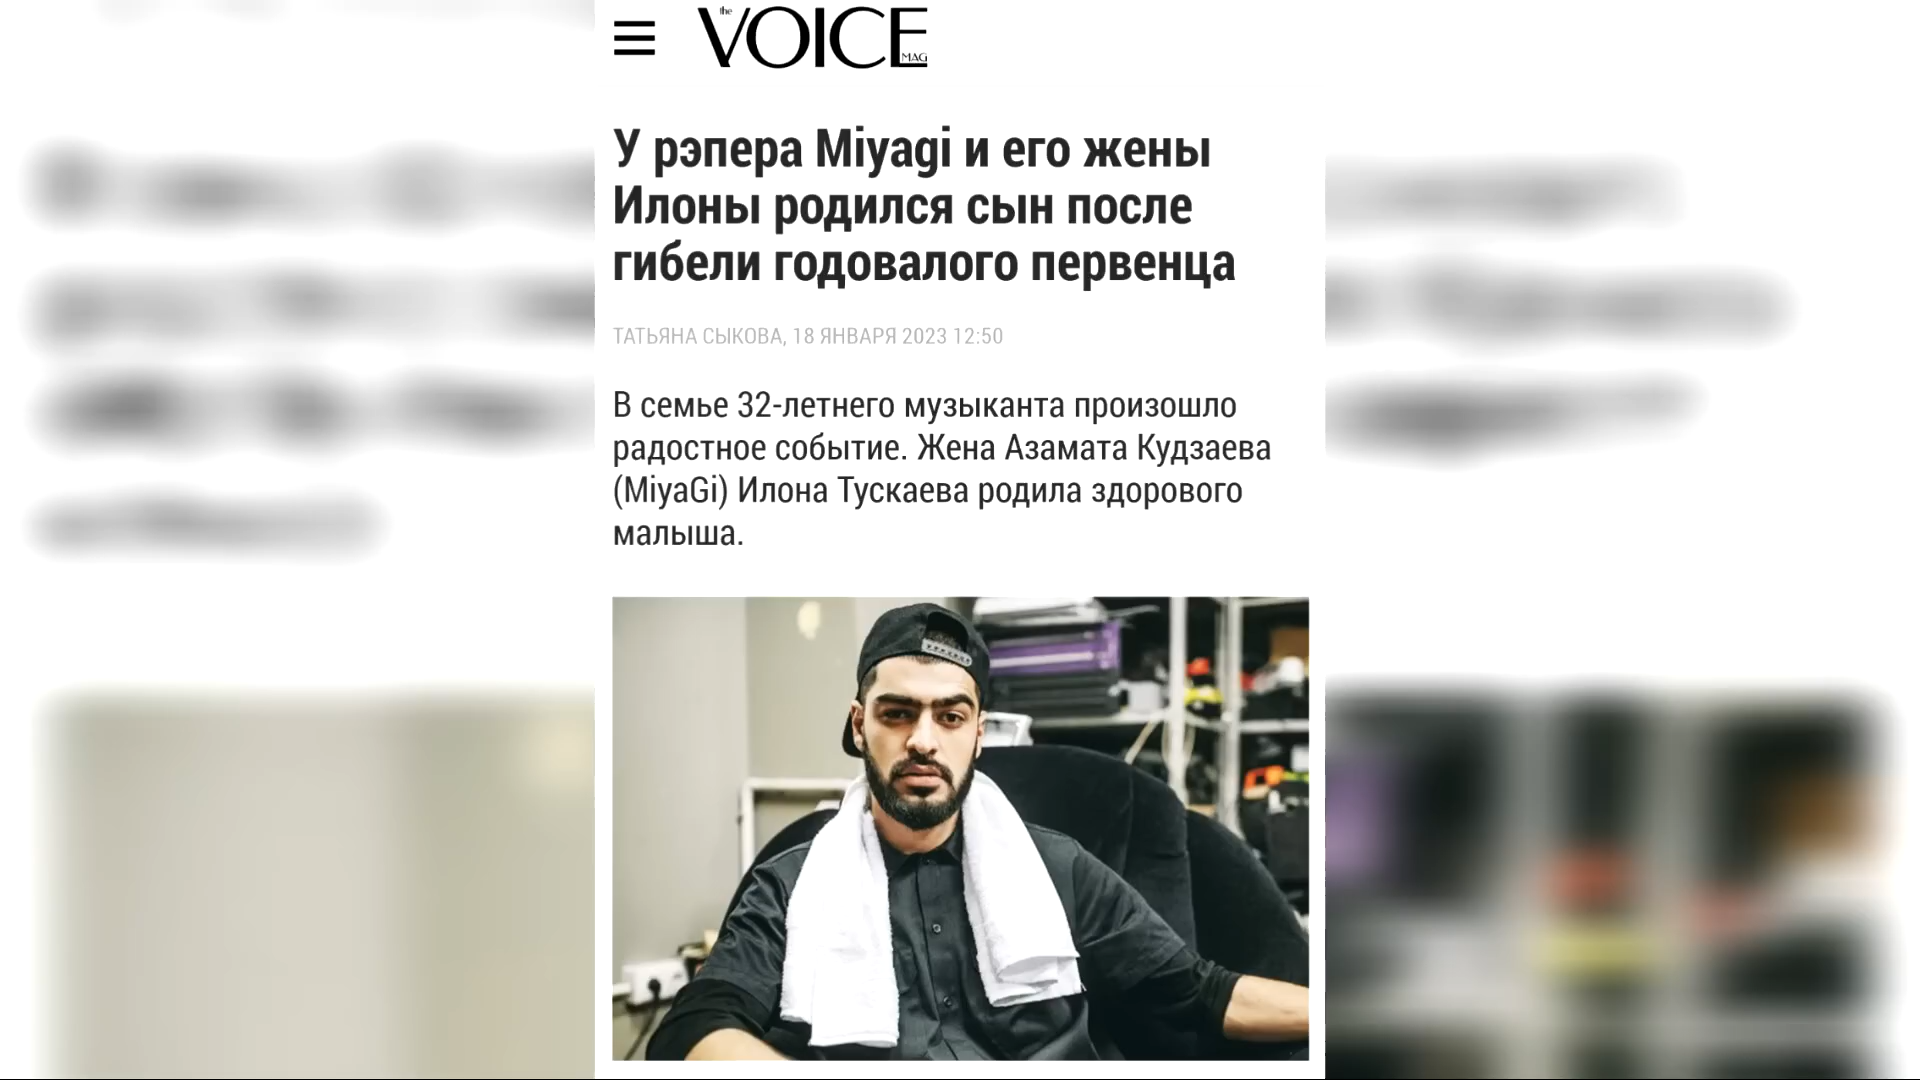 the VOICE MAG
У рэпера Miyagi и его жены
Илоны родился сын после
гибели годовалого первенца
ТАТЬЯНА СЫКОВА, 18 ЯНВАРЯ 2023 12:50
В семье 32-летнего музыканта произошло
радостное событие. Жена Азамата Кудзаева
(MiyaGi) Илона Тускаева родила здорового
малыша.